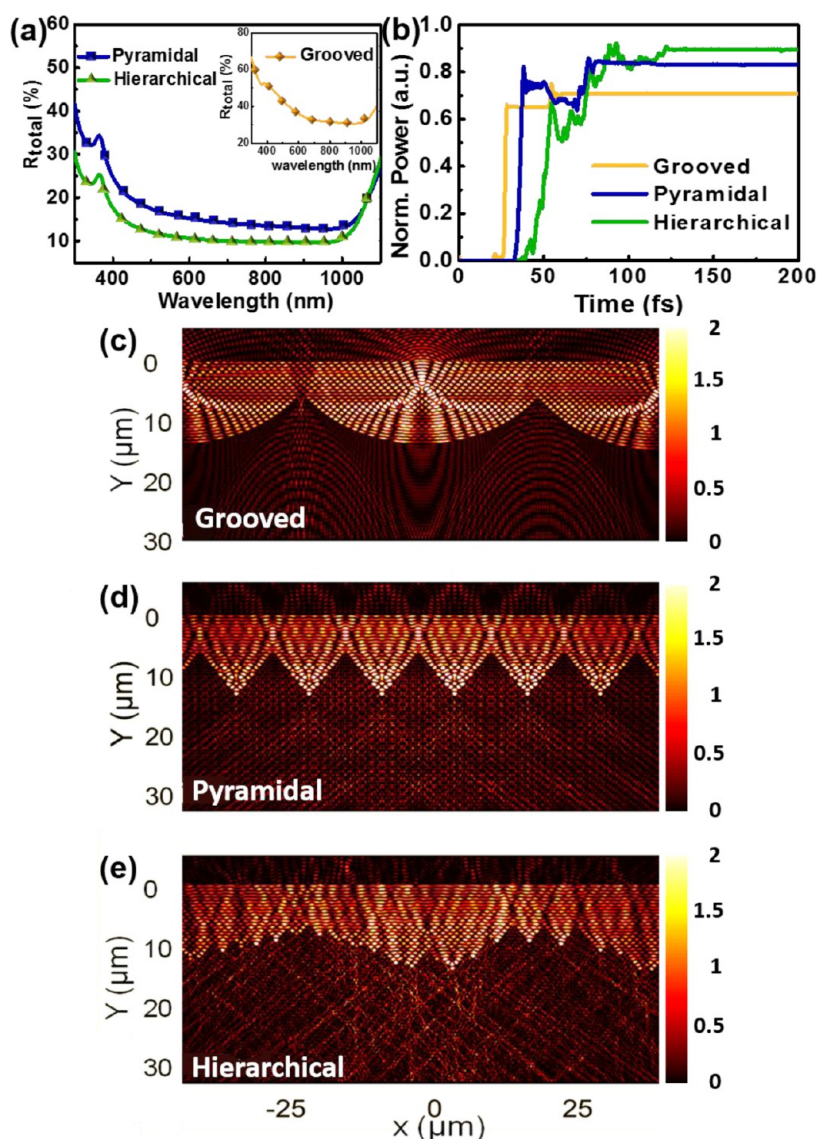 (a)
60
50
40
30
20
10
R_total (%)
Pyramidal
Hierarchical
80
60
40
20
R_total (%)
Grooved
400 600 800 1000
wavelength (nm)
400 600 800 1000
Wavelength (nm)
(b)
1.0
0.8
0.6
0.4
0.2
0.0
Norm. Power (a.u.)
Grooved
Pyramidal
Hierarchical
0 50 100 150 200
Time (fs)
(c)
0
10
20
30
Y (μm)
Grooved
2
1.5
1
0.5
0
(d)
0
10
20
30
Y (μm)
Pyramidal
2
1.5
1
0.5
0
(e)
0
10
20
30
Y (μm)
Hierarchical
2
1.5
1
0.5
0
-25 0 25
x (μm)